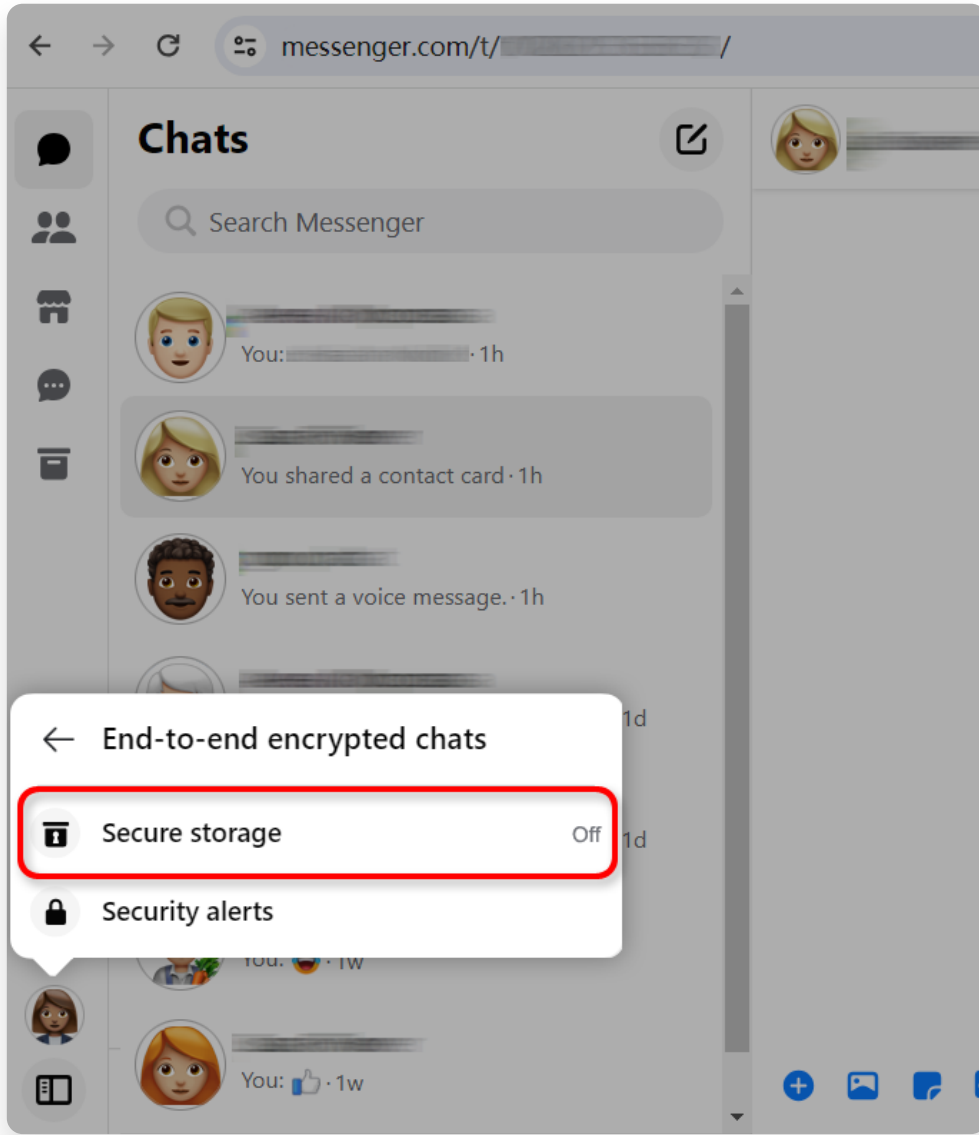 messenger.com/t/ /
Chats
Search Messenger
You: · 1h
You shared a contact card · 1h
You sent a voice message. · 1h
1d
End-to-end encrypted chats
Secure storage Off
1d
Security alerts
You: 😂 · 1w
You: 👍 · 1w